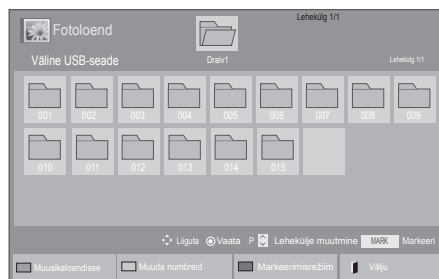 Lehekülg 1/1
Fotoloend
Väline USB-seade
Draiv1
Lehekülg 1/1
001 002 003 004 005 006 007 008 009
010 011 012 013 014 015
Liiguta Vaata P Lehekülje muutmine MARK Markeeri
Muusikaloendisse Muuda numbreid Markeerimisrežiim Välju